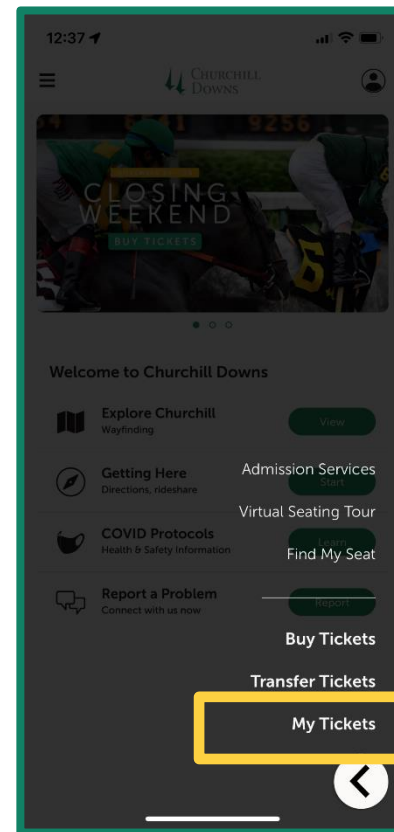 12:37
CHURCHILL
DOWNS
CLOSING
WEEKEND
BUY TICKETS
Welcome to Churchill Downs
Explore Churchill
Wayfinding
View
Getting Here
Directions, rideshare
Start
COVID Protocols
Health & Safety Information
Learn
Report a Problem
Connect with us now
Report
Admission Services
Virtual Seating Tour
Find My Seat
Buy Tickets
Transfer Tickets
My Tickets